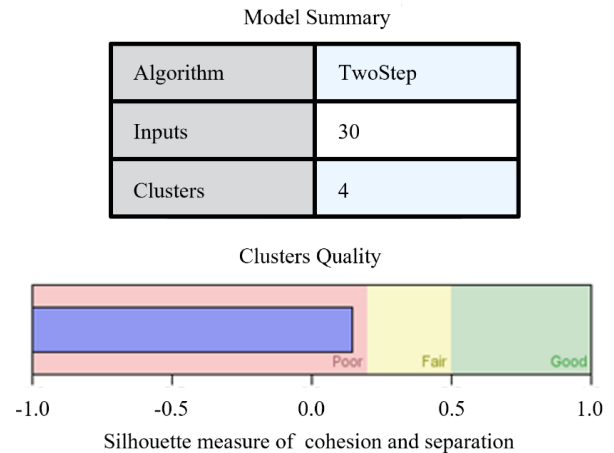 Model Summary
Algorithm TwoStep
Inputs 30
Clusters 4
Clusters Quality
Poor Fair Good
-1.0 -0.5 0.0 0.5 1.0
Silhouette measure of cohesion and separation